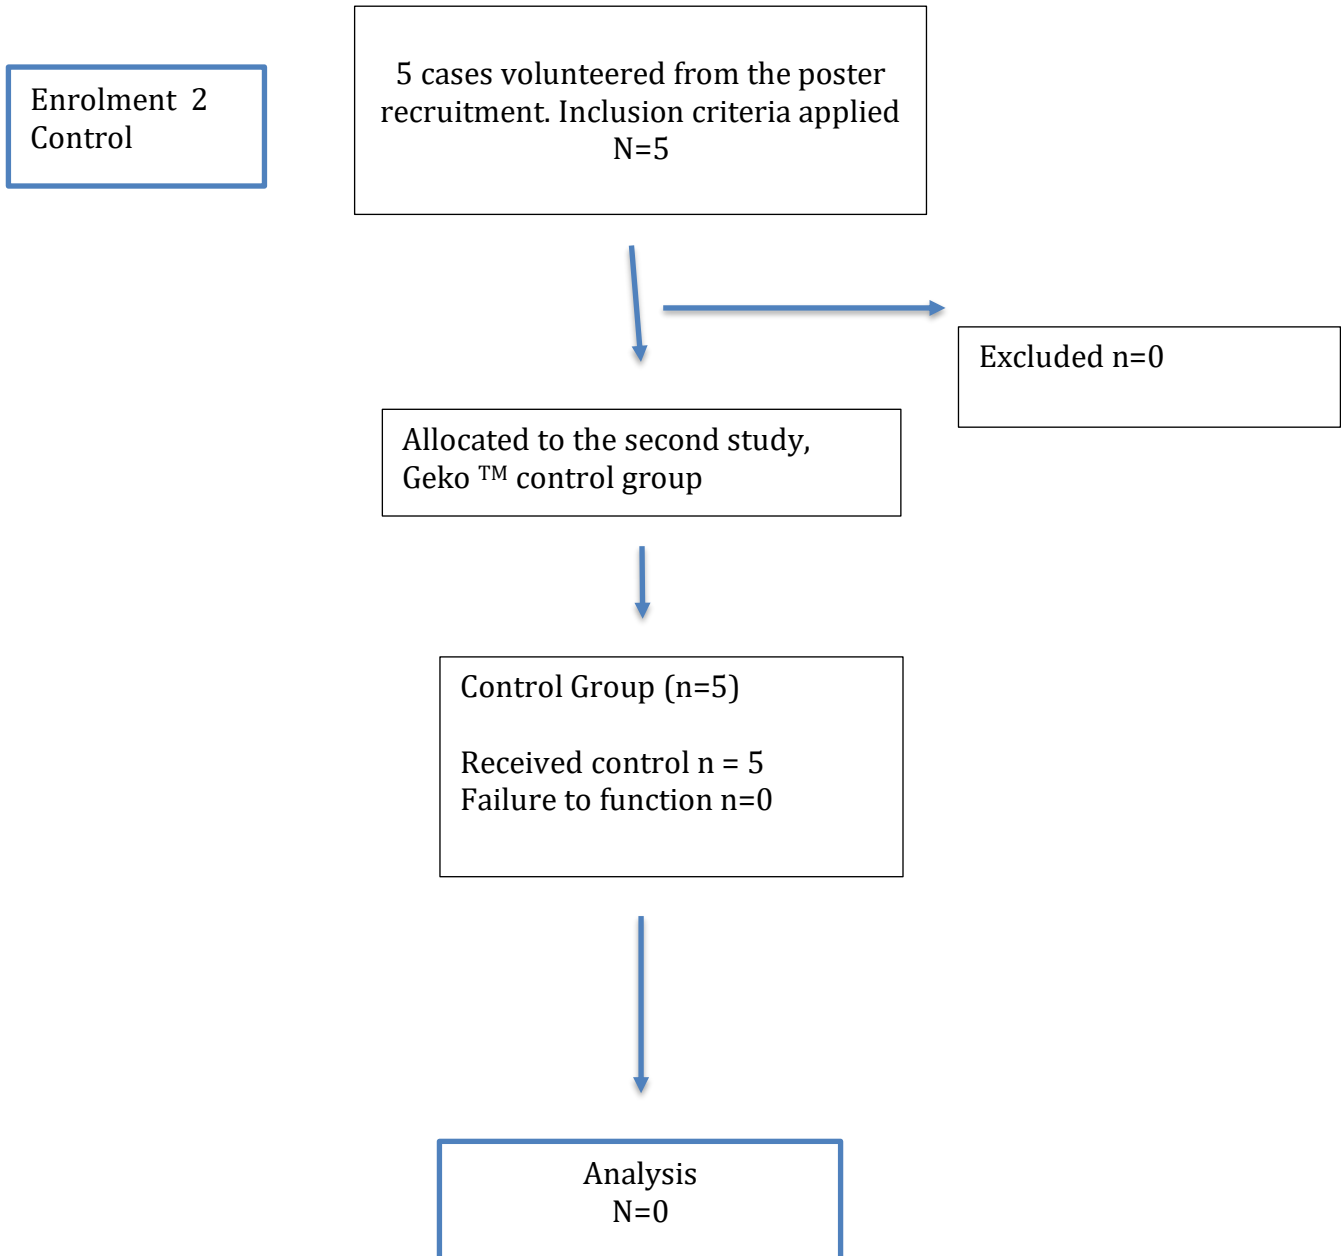 Enrolment  2
Control
5 cases volunteered from the poster
recruitment. Inclusion criteria applied
N=5
Excluded n=0
Allocated to the second study,
Geko ™ control group
Control Group (n=5)
Received control n = 5
Failure to function n=0
Analysis
N=0